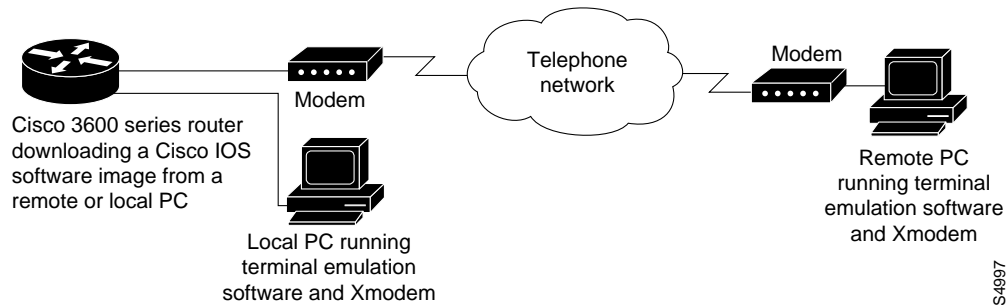 Telephone
network
Modem
Modem
Cisco 3600 series router
downloading a Cisco IOS
software image from a
remote or local PC
Local PC running
terminal emulation
software and Xmodem
Remote PC
running terminal
emulation software
and Xmodem
S4997